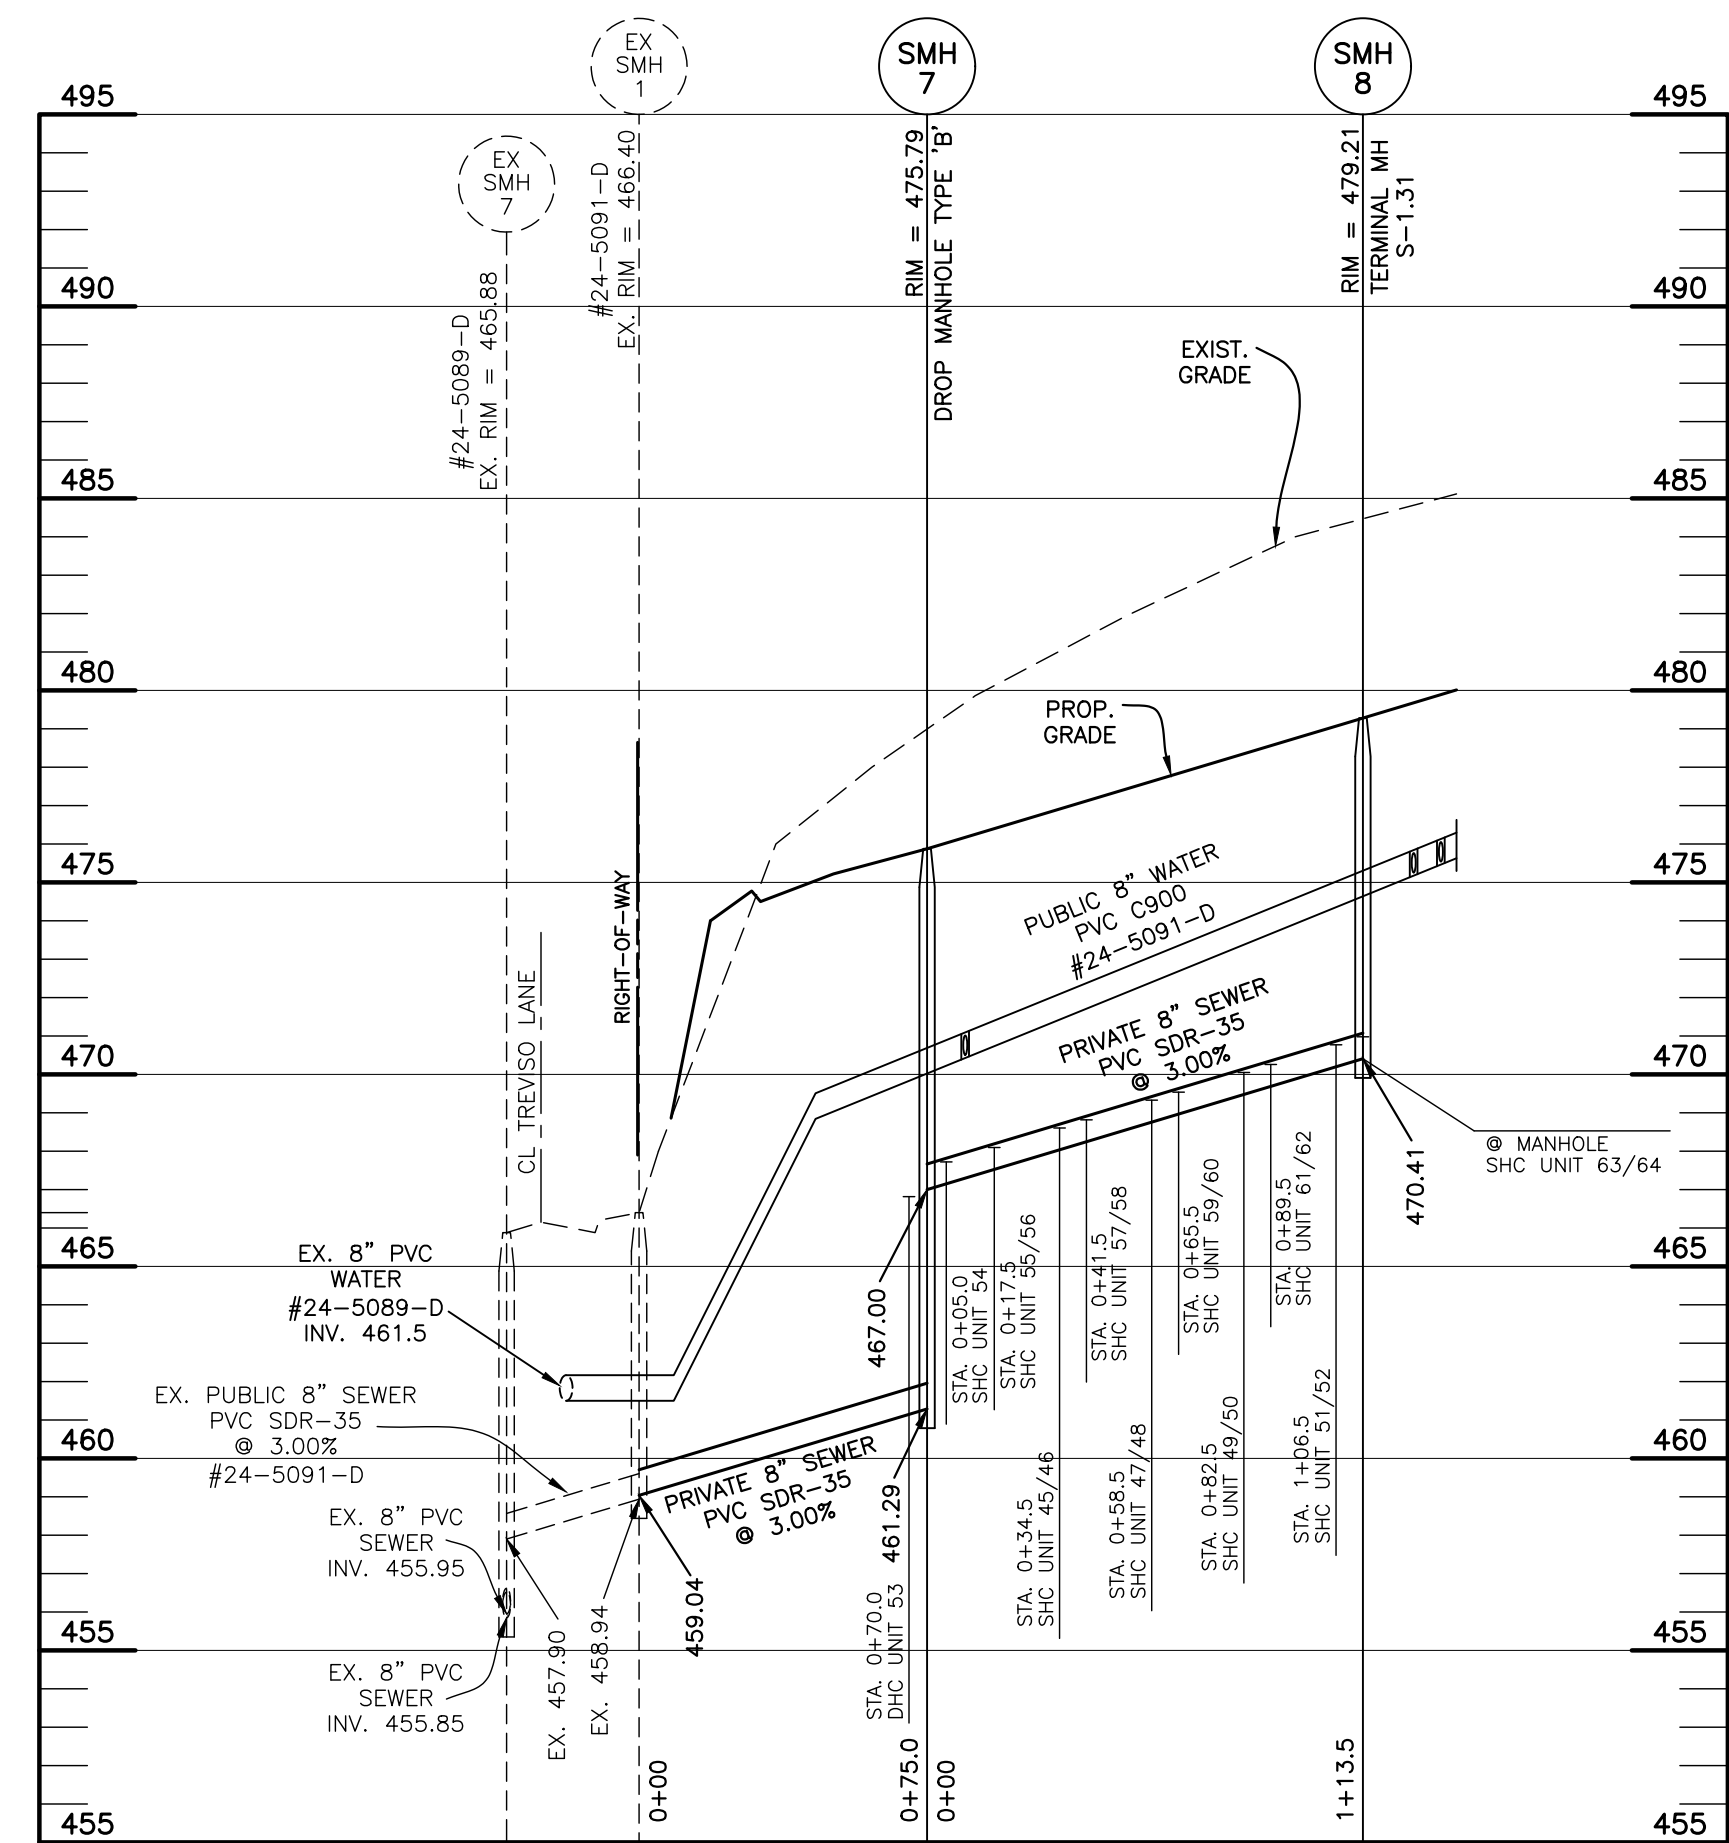 EX
SMH
1
SMH
7
SMH
8
495
495
EX
SMH
7
#24-5089-D
EX. RIM = 465.88
#24-5091-D
EX. RIM = 466.40
RIM = 475.79
DROP MANHOLE TYPE 'B'
RIM = 479.21
TERMINAL MH
S-1.31
490
490
EXIST.
GRADE
485
485
480
480
PROP.
GRADE
475
475
RIGHT-OF-WAY
CL TREVISO LANE
PUBLIC 8" WATER
PVC C900
#24-5091-D
PRIVATE 8" SEWER
PVC SDR-35
@ 3.00%
470
470
@ MANHOLE
SHC UNIT 63/64
470.41
467.00
465
465
EX. 8" PVC
WATER
#24-5089-D
INV. 461.5
EX. PUBLIC 8" SEWER
PVC SDR-35
@ 3.00%
#24-5091-D
460
460
PRIVATE 8" SEWER
PVC SDR-35
@ 3.00%
EX. 8" PVC
SEWER
INV. 455.95
EX. 8" PVC
SEWER
INV. 455.85
EX. 457.90
EX. 458.94
459.04
461.29
STA. 0+70.0
DHC UNIT 53
STA. 0+05.0
SHC UNIT 54
STA. 0+17.5
SHC UNIT 55/56
STA. 0+34.5
SHC UNIT 45/46
STA. 0+41.5
SHC UNIT 57/58
STA. 0+58.5
SHC UNIT 47/48
STA. 0+65.5
SHC UNIT 59/60
STA. 0+82.5
SHC UNIT 49/50
STA. 0+89.5
SHC UNIT 61/62
STA. 1+06.5
SHC UNIT 51/52
455
455
0+00
0+75.0
0+00
1+13.5
455
455